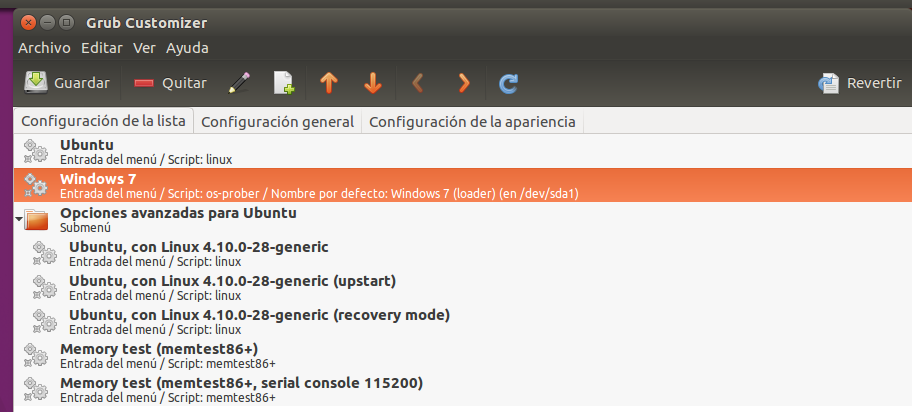 Grub Customizer
Archivo Editar Ver Ayuda
Guardar Quitar Revertir
Configuración de la lista Configuración general Configuración de la apariencia
Ubuntu
Entrada del menú / Script: linux
Windows 7
Entrada del menú / Script: os-prober / Nombre por defecto: Windows 7 (loader) (en /dev/sda1)
Opciones avanzadas para Ubuntu
Submenú
Ubuntu, con Linux 4.10.0-28-generic
Entrada del menú / Script: linux
Ubuntu, con Linux 4.10.0-28-generic (upstart)
Entrada del menú / Script: linux
Ubuntu, con Linux 4.10.0-28-generic (recovery mode)
Entrada del menú / Script: linux
Memory test (memtest86+)
Entrada del menú / Script: memtest86+
Memory test (memtest86+, serial console 115200)
Entrada del menú / Script: memtest86+